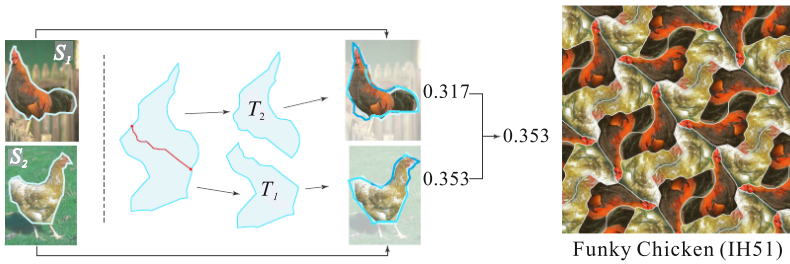 S₁
S₂
T₂
T₁
0.317
0.353
0.353
Funky Chicken (IH51)